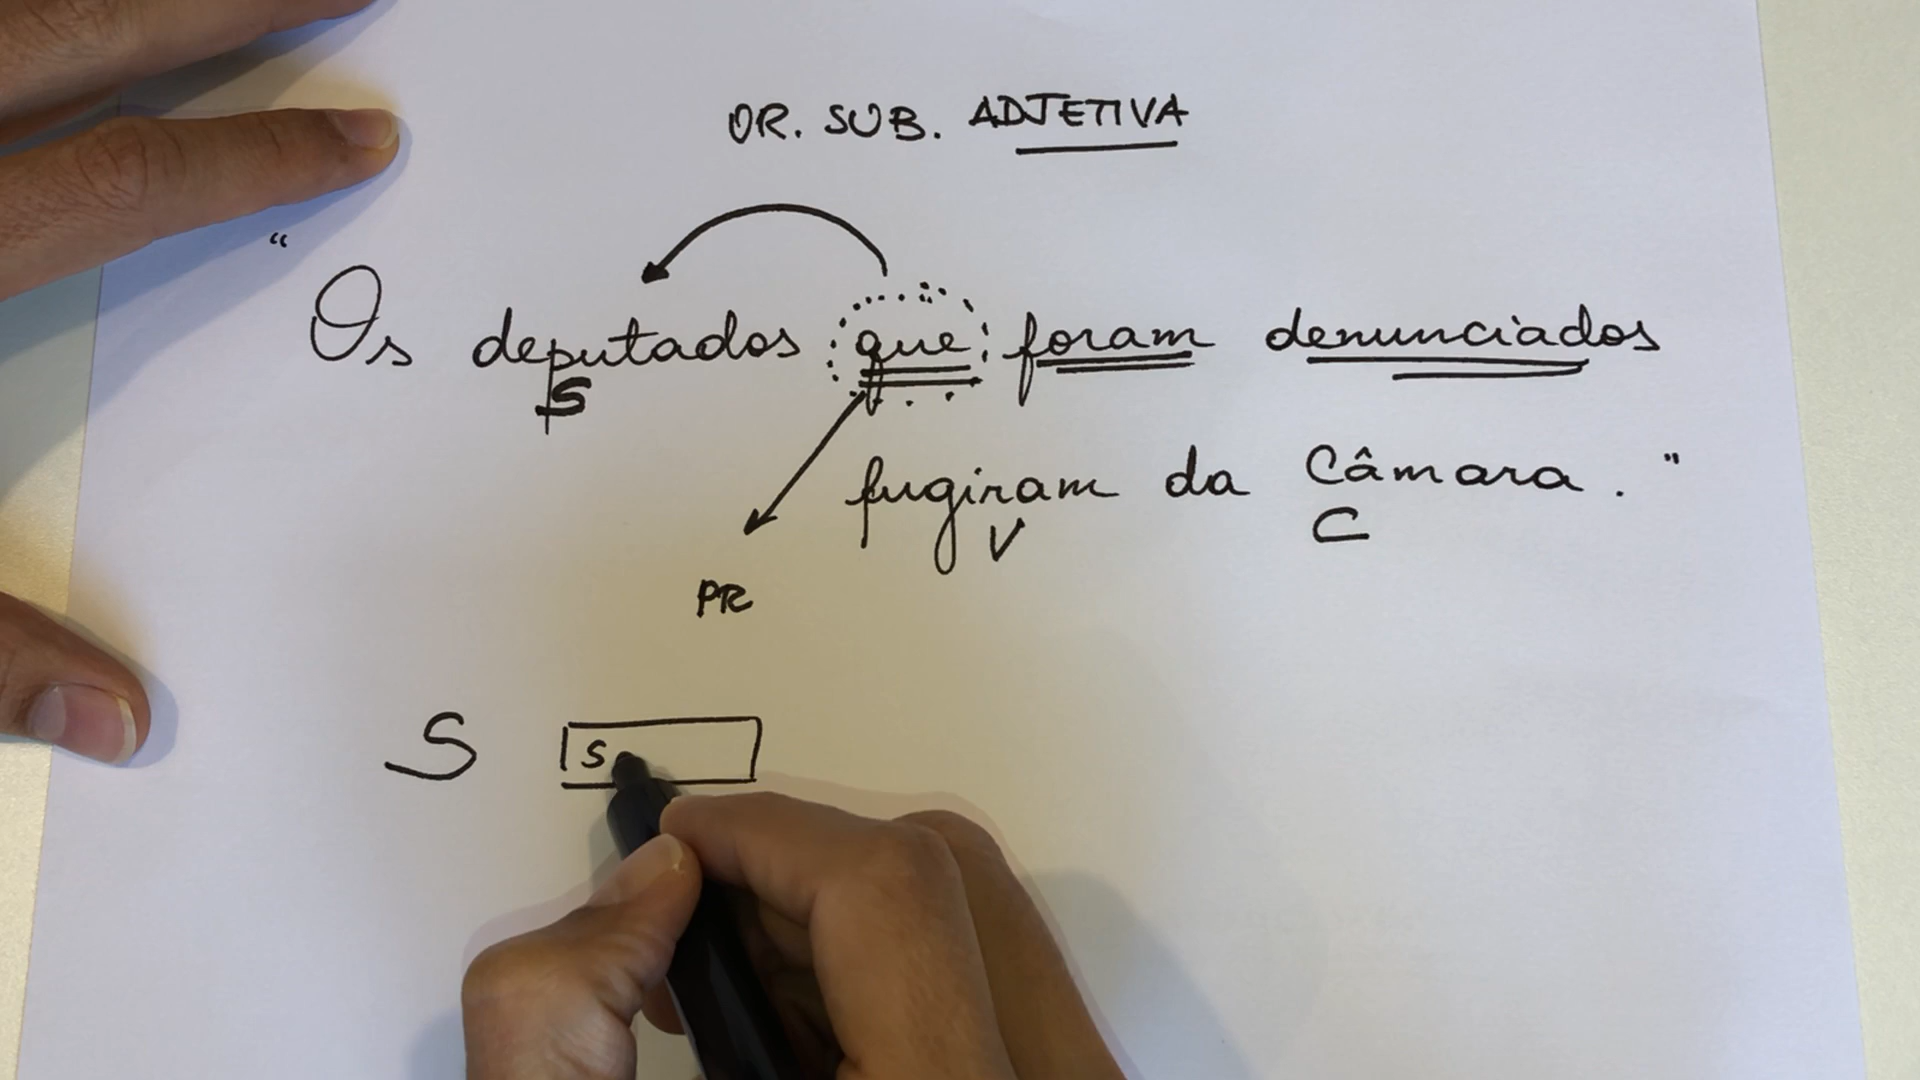 OR. SUB. ADJETIVA
“ Os deputados que foram denunciados
S
fugiram da Câmara. ”
V C
PR
S S